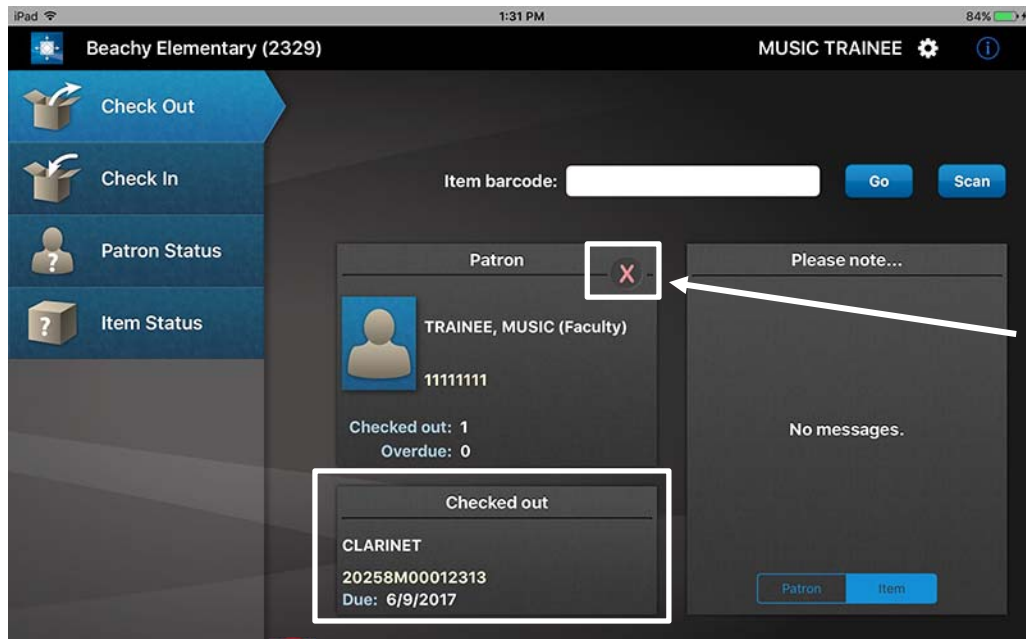 iPad 1:31 PM 84%
Beachy Elementary (2329) MUSIC TRAINEE
Check Out
Check In
Patron Status
Item Status
Item barcode: Go Scan
Patron
X
TRAINEE, MUSIC (Faculty)
11111111
Checked out: 1
Overdue: 0
Checked out
CLARINET
20258M00012313
Due: 6/9/2017
Please note...
No messages.
Patron Item